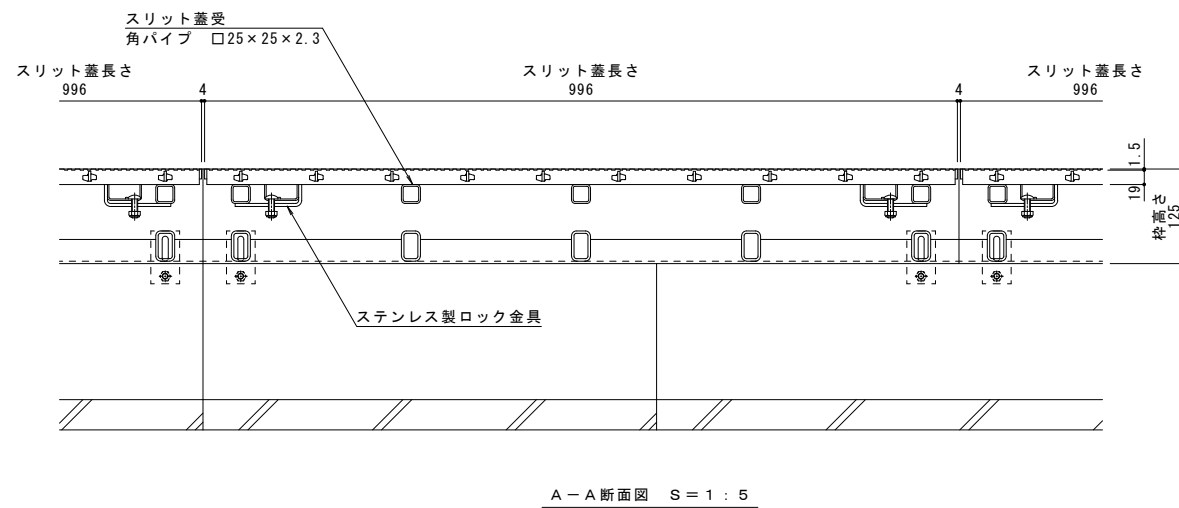 スリット蓋受
角パイプ　□25×25×2.3
スリット蓋長さ
996
4
スリット蓋長さ
996
4
スリット蓋長さ
996
1.5
19
枠高さ
125
ステンレス製ロック金具
A－A断面図　S＝1：5